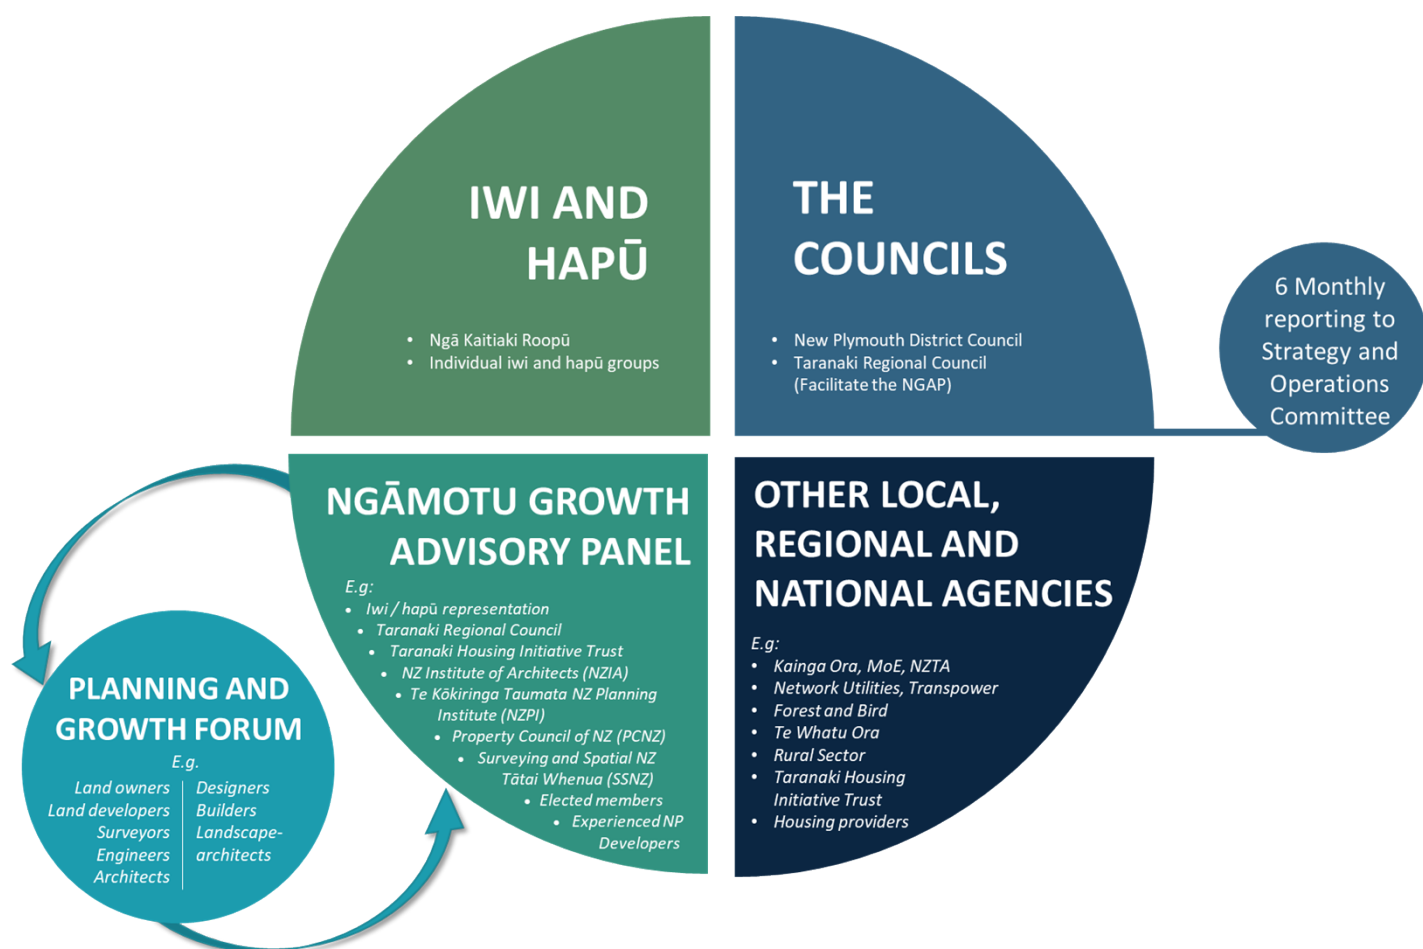 IWI AND
HAPŪ
• Ngā Kaitiaki Roopū
• Individual iwi and hapū groups
THE
COUNCILS
• New Plymouth District Council
• Taranaki Regional Council
(Facilitate the NGAP)
6 Monthly
reporting to
Strategy and
Operations
Committee
NGĀMOTU GROWTH
ADVISORY PANEL
E.g:
• Iwi / hapū representation
• Taranaki Regional Council
• Taranaki Housing Initiative Trust
• NZ Institute of Architects (NZIA)
• Te Kōkiringa Taumata NZ Planning
Institute (NZPI)
• Property Council of NZ (PCNZ)
• Surveying and Spatial NZ
Tātai Whenua (SSNZ)
• Elected members
• Experienced NP
Developers
OTHER LOCAL,
REGIONAL AND
NATIONAL AGENCIES
E.g:
• Kainga Ora, MoE, NZTA
• Network Utilities, Transpower
• Forest and Bird
• Te Whatu Ora
• Rural Sector
• Taranaki Housing
Initiative Trust
• Housing providers
PLANNING AND
GROWTH FORUM
E.g.
Land owners
Land developers
Surveyors
Engineers
Architects
Designers
Builders
Landscape-
architects